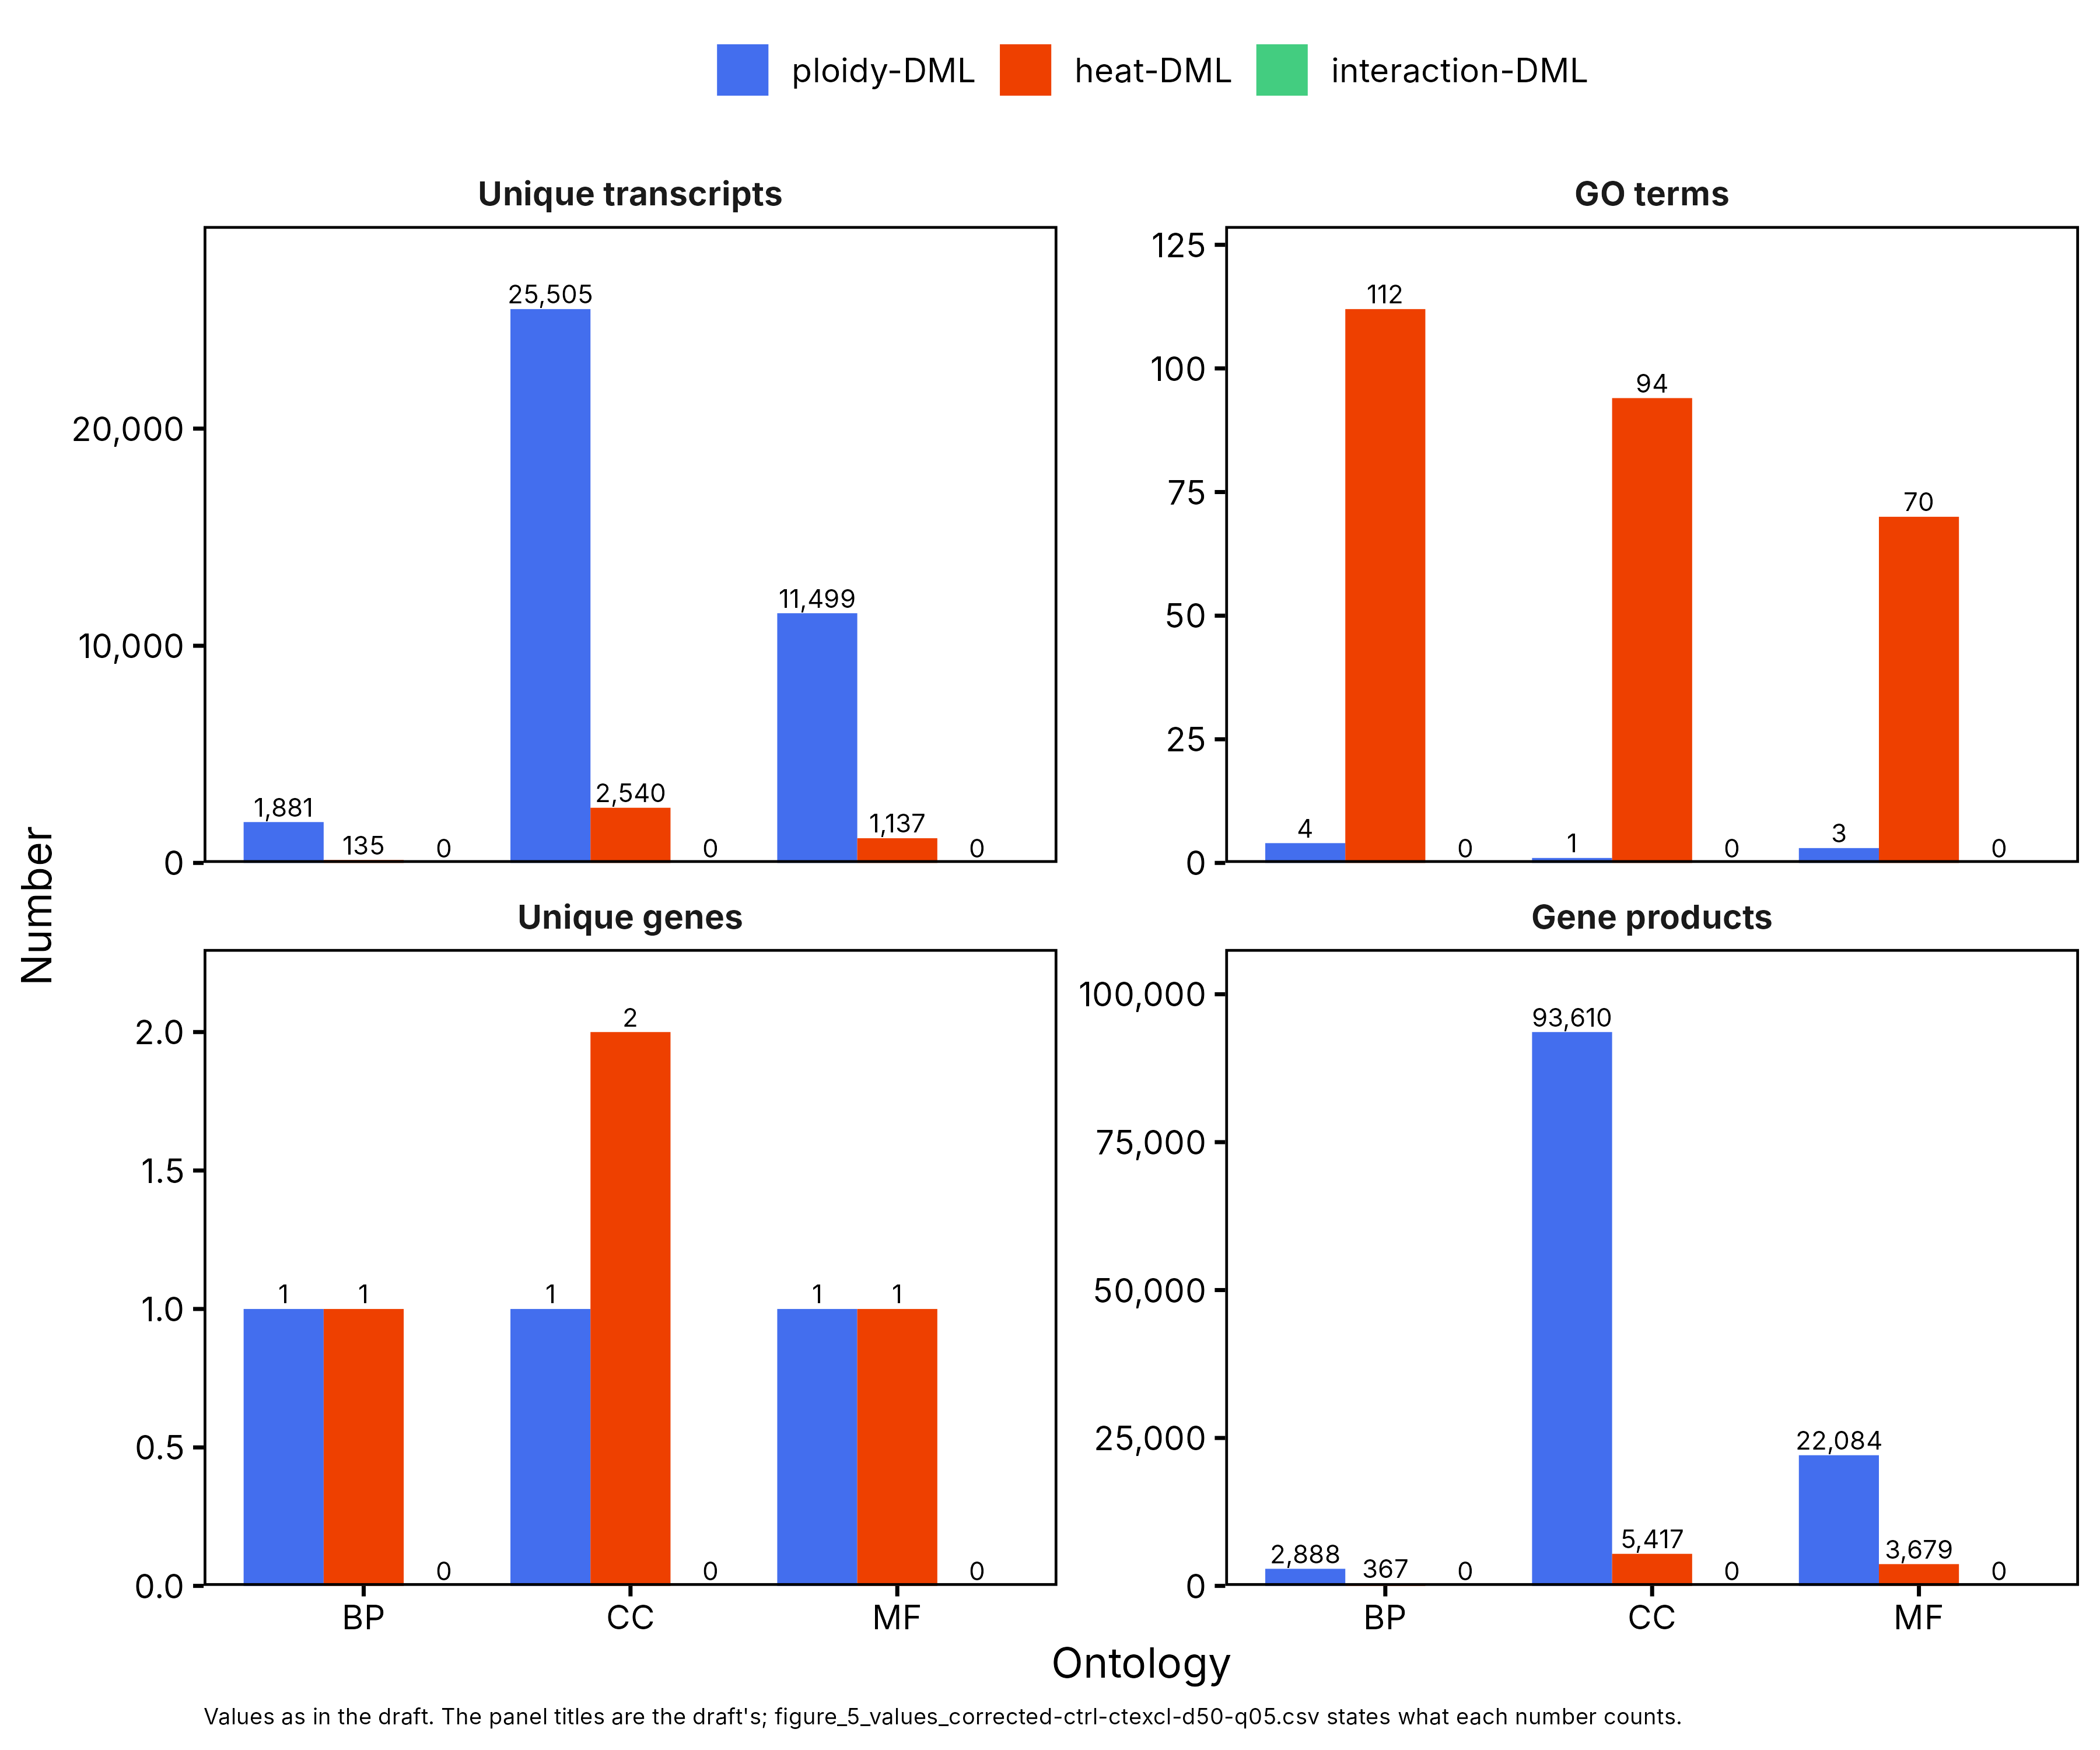 ploidy-DML heat-DML interaction-DML
Unique transcripts
25,505
20,000
11,499
10,000
2,540
1,881
1,137
135 0 0 0
0
GO terms
125
112
100
94
75
70
50
25
4 1 3
0 0 0
0
Number
Unique genes
2
2.0
1.5
1 1 1 1 1
1.0
0.5
0 0 0
0.0
BP CC MF
Gene products
100,000
93,610
75,000
50,000
25,000
22,084
5,417
3,679
2,888
367 0 0 0
0
BP CC MF
Ontology
Values as in the draft. The panel titles are the draft's; figure_5_values_corrected-ctrl-ctexcl-d50-q05.csv states what each number counts.